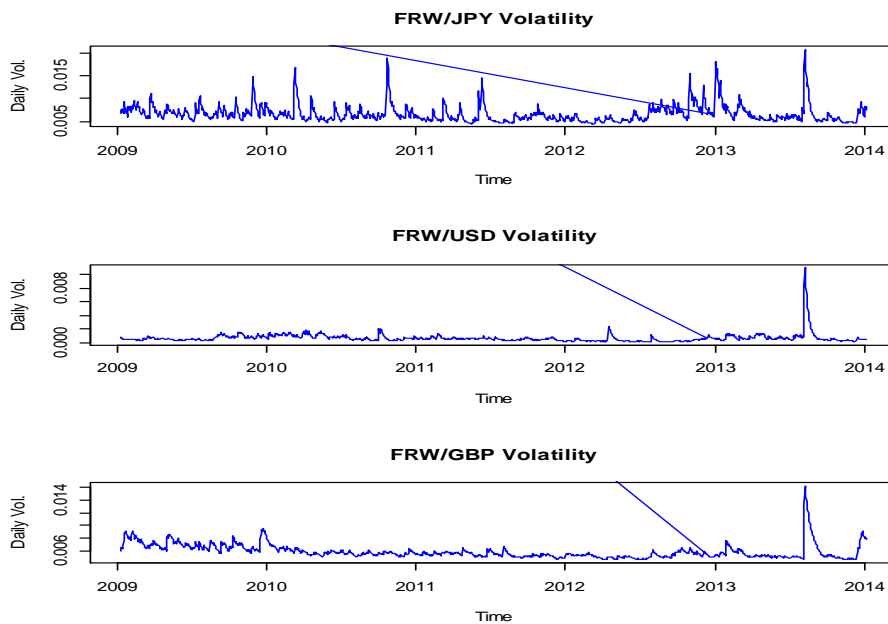 FRW/JPY Volatility
Daily Vol.
0.015
0.005
2009 2010 2011 2012 2013 2014
Time
FRW/USD Volatility
Daily Vol.
0.008
0.000
2009 2010 2011 2012 2013 2014
Time
FRW/GBP Volatility
Daily Vol.
0.014
0.006
2009 2010 2011 2012 2013 2014
Time